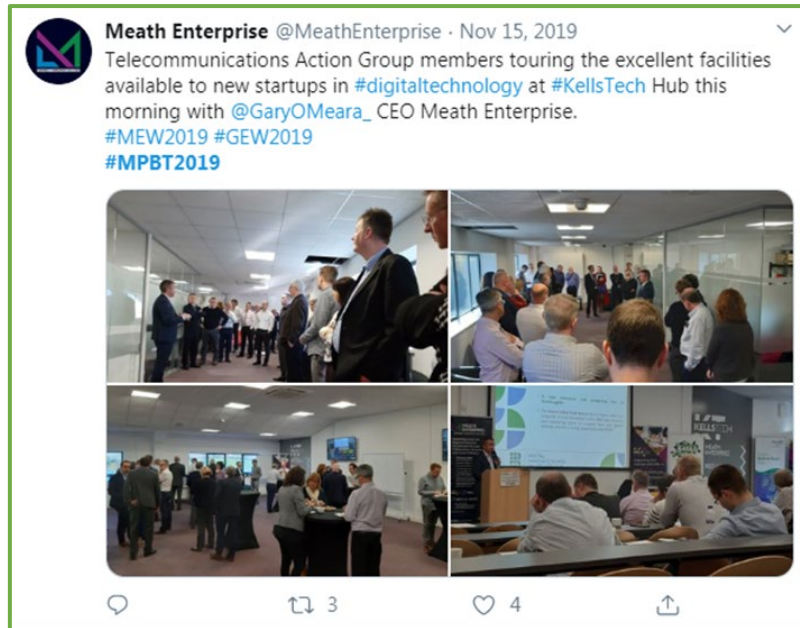 Meath Enterprise @MeathEnterprise · Nov 15, 2019
Telecommunications Action Group members touring the excellent facilities
available to new startups in #digitaltechnology at #KellsTech Hub this
morning with @GaryOMeara_ CEO Meath Enterprise.
#MEW2019 #GEW2019
#MPBT2019
KELLSTECH
3
4